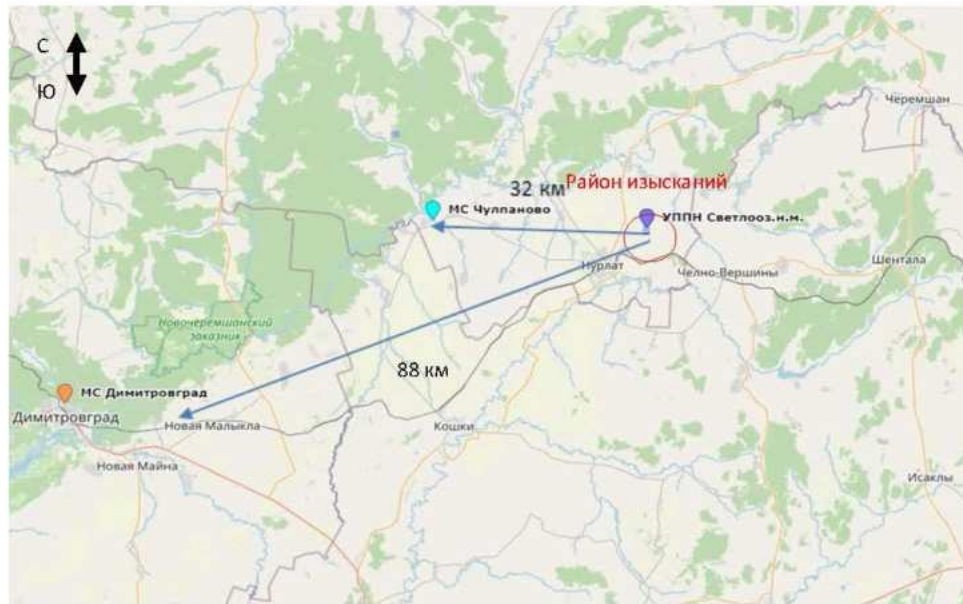 С
Ю
Черемшан
32 км
Район изысканий
МС Чулпаново
УППН Светлооз.н.м.
Нурлат
Челно-Вершины
Шентала
Новочеремшанский
заказник
88 км
МС Димитровград
Димитровград
Новая Малыкла
Кошки
Новая Майна
Исаклы